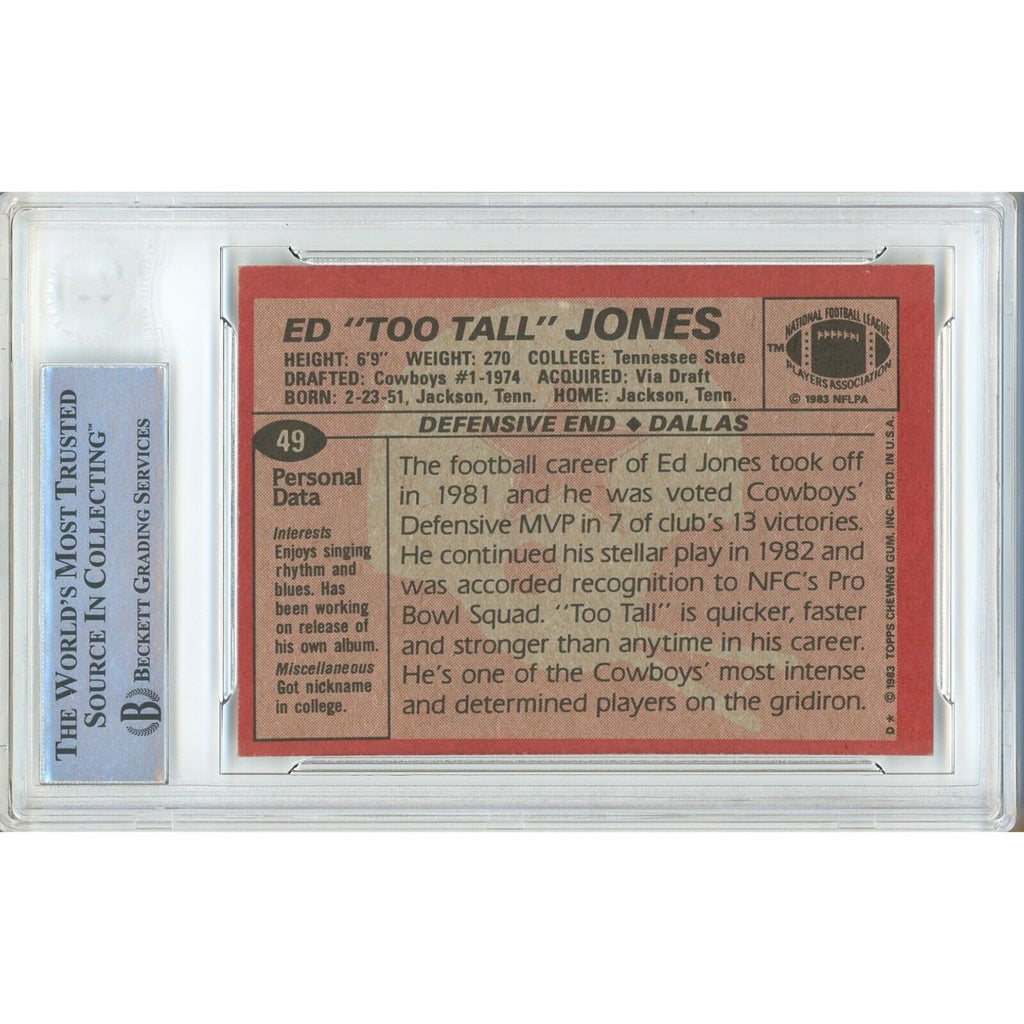 THE WORLD'S MOST TRUSTED
SOURCE IN COLLECTING™
BECKETT GRADING SERVICES
B
ED "TOO TALL" JONES
HEIGHT: 6'9" WEIGHT: 270 COLLEGE: Tennessee State
DRAFTED: Cowboys #1-1974 ACQUIRED: Via Draft
BORN: 2-23-51, Jackson, Tenn. HOME: Jackson, Tenn.
NATIONAL FOOTBALL LEAGUE
PLAYERS ASSOCIATION
TM
© 1983 NFLPA
DEFENSIVE END ♦ DALLAS
49
Personal
Data
Interests
Enjoys singing
rhythm and
blues. Has
been working
on release of
his own album.
Miscellaneous
Got nickname
in college.
The football career of Ed Jones took off
in 1981 and he was voted Cowboys'
Defensive MVP in 7 of club's 13 victories.
He continued his stellar play in 1982 and
was accorded recognition to NFC's Pro
Bowl Squad. "Too Tall" is quicker, faster
and stronger than anytime in his career.
He's one of the Cowboys' most intense
and determined players on the gridiron.
D* © 1983 TOPPS CHEWING GUM, INC. PRTD. IN U.S.A.